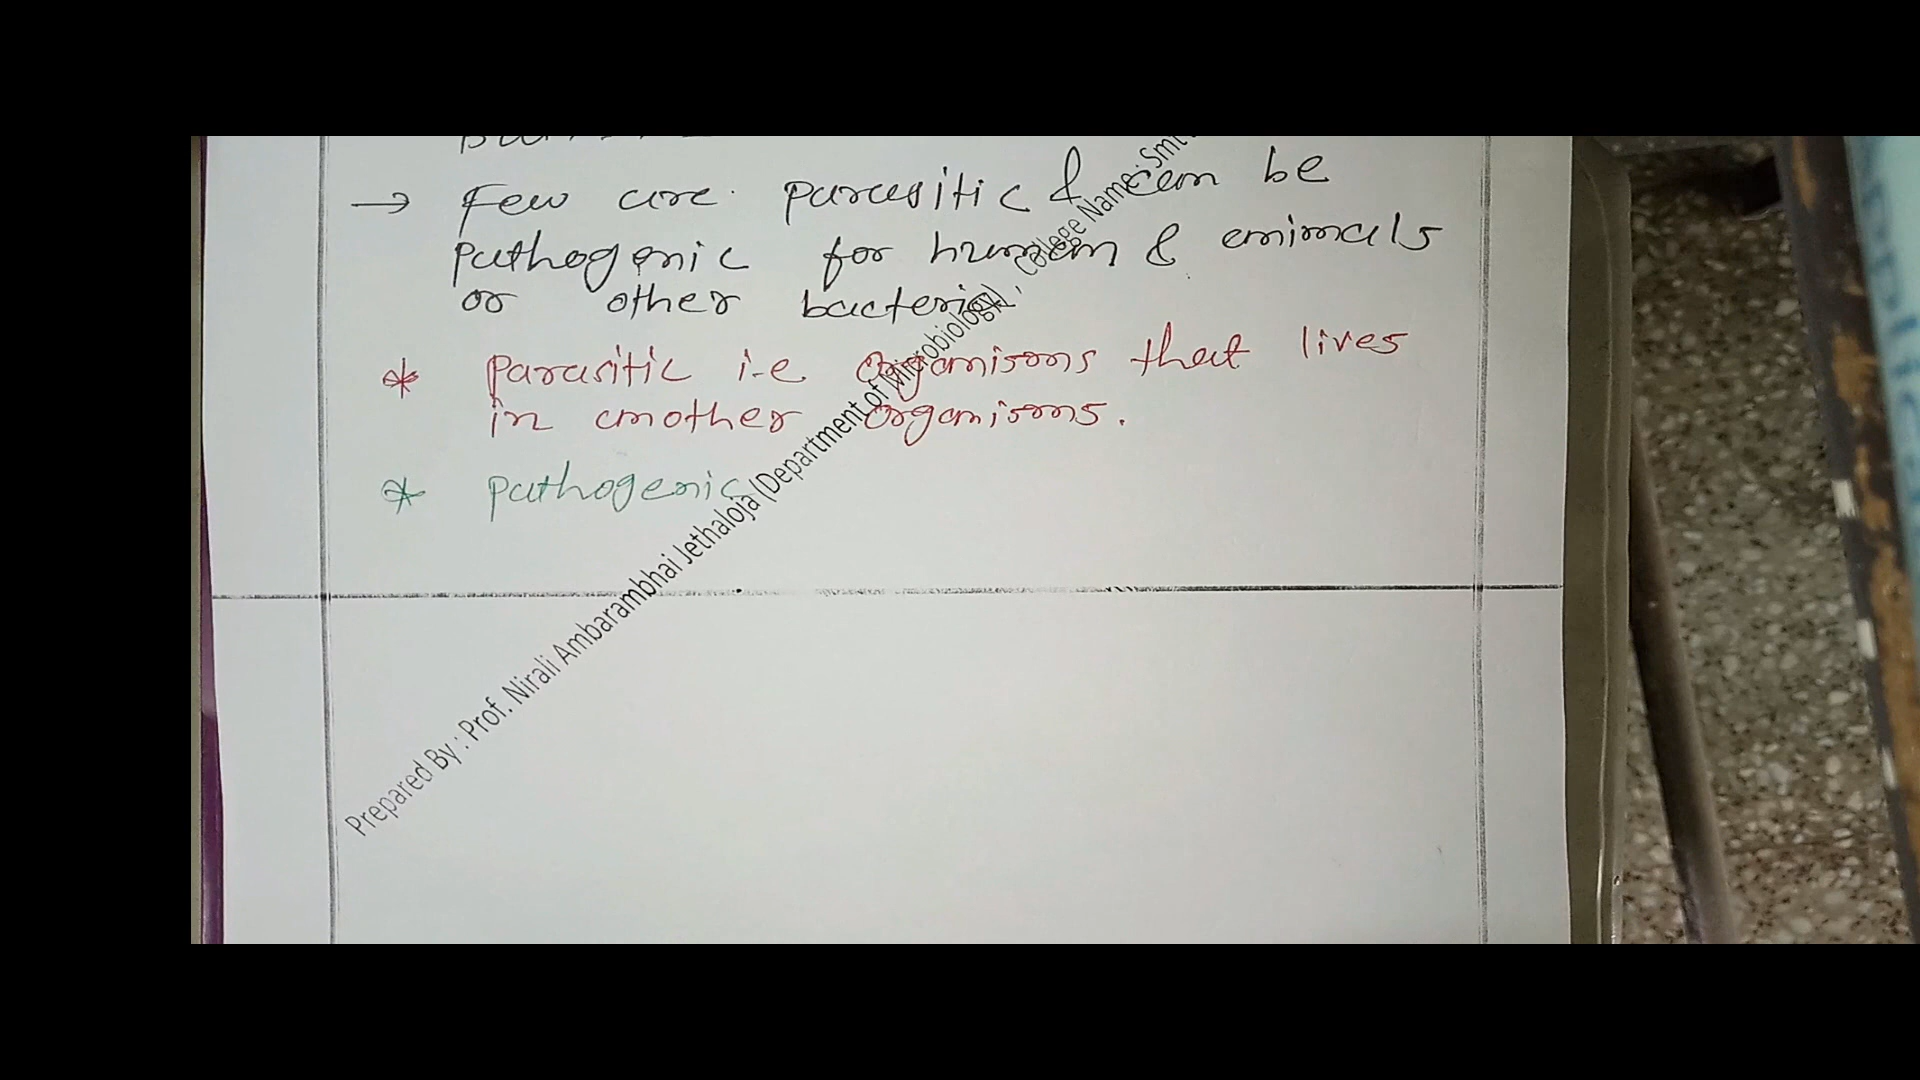 → Few are parasitic & can be
pathogenic for human & animals
or other bacteria.
* Parasitic i.e. Organisms that lives
in another organisms.
* pathogenic
Prepared By : Prof. Nirali Ambarambhai Jethaloja (Department of Microbiology) , College Name: Smt